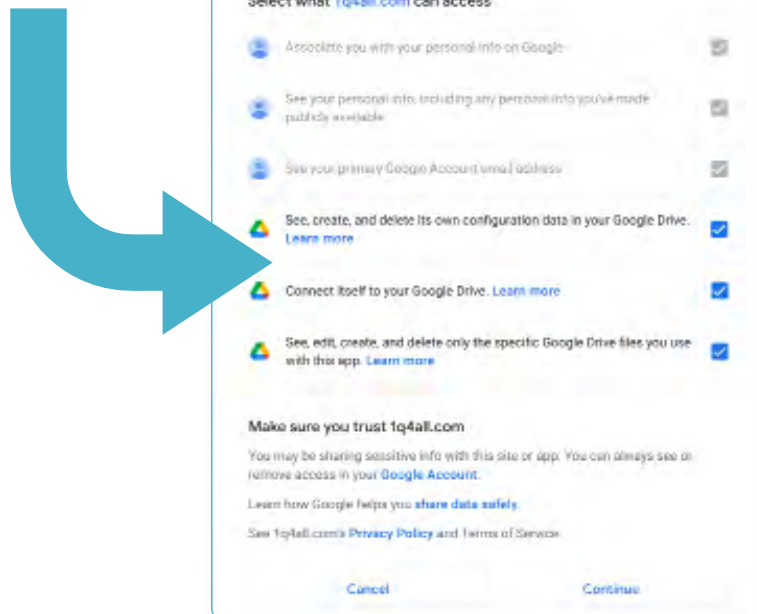 Select what 1q4all.com can access
Associate you with your personal info on Google
See your personal info, including any personal info you've made
publicly available
See your primary Google Account email address
See, create, and delete its own configuration data in your Google Drive.
Learn more
Connect itself to your Google Drive. Learn more
See, edit, create, and delete only the specific Google Drive files you use
with this app. Learn more
Make sure you trust 1q4all.com
You may be sharing sensitive info with this site or app. You can always see or
remove access in your Google Account.
Learn how Google helps you share data safely.
See 1q4all.com's Privacy Policy and Terms of Service.
Cancel
Continue